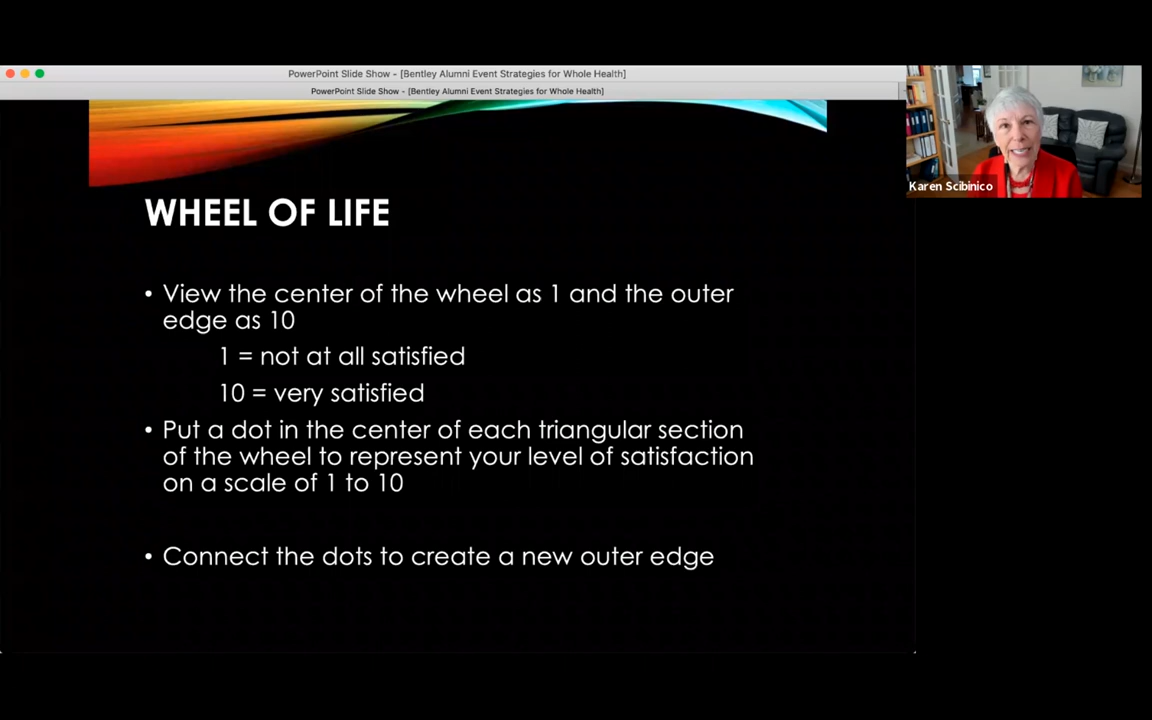 PowerPoint Slide Show - [Bentley Alumni Event Strategies for Whole Health]
PowerPoint Slide Show - [Bentley Alumni Event Strategies for Whole Health]
Karen Scibinico
WHEEL OF LIFE
• View the center of the wheel as 1 and the outer
edge as 10
1 = not at all satisfied
10 = very satisfied
• Put a dot in the center of each triangular section
of the wheel to represent your level of satisfaction
on a scale of 1 to 10
• Connect the dots to create a new outer edge